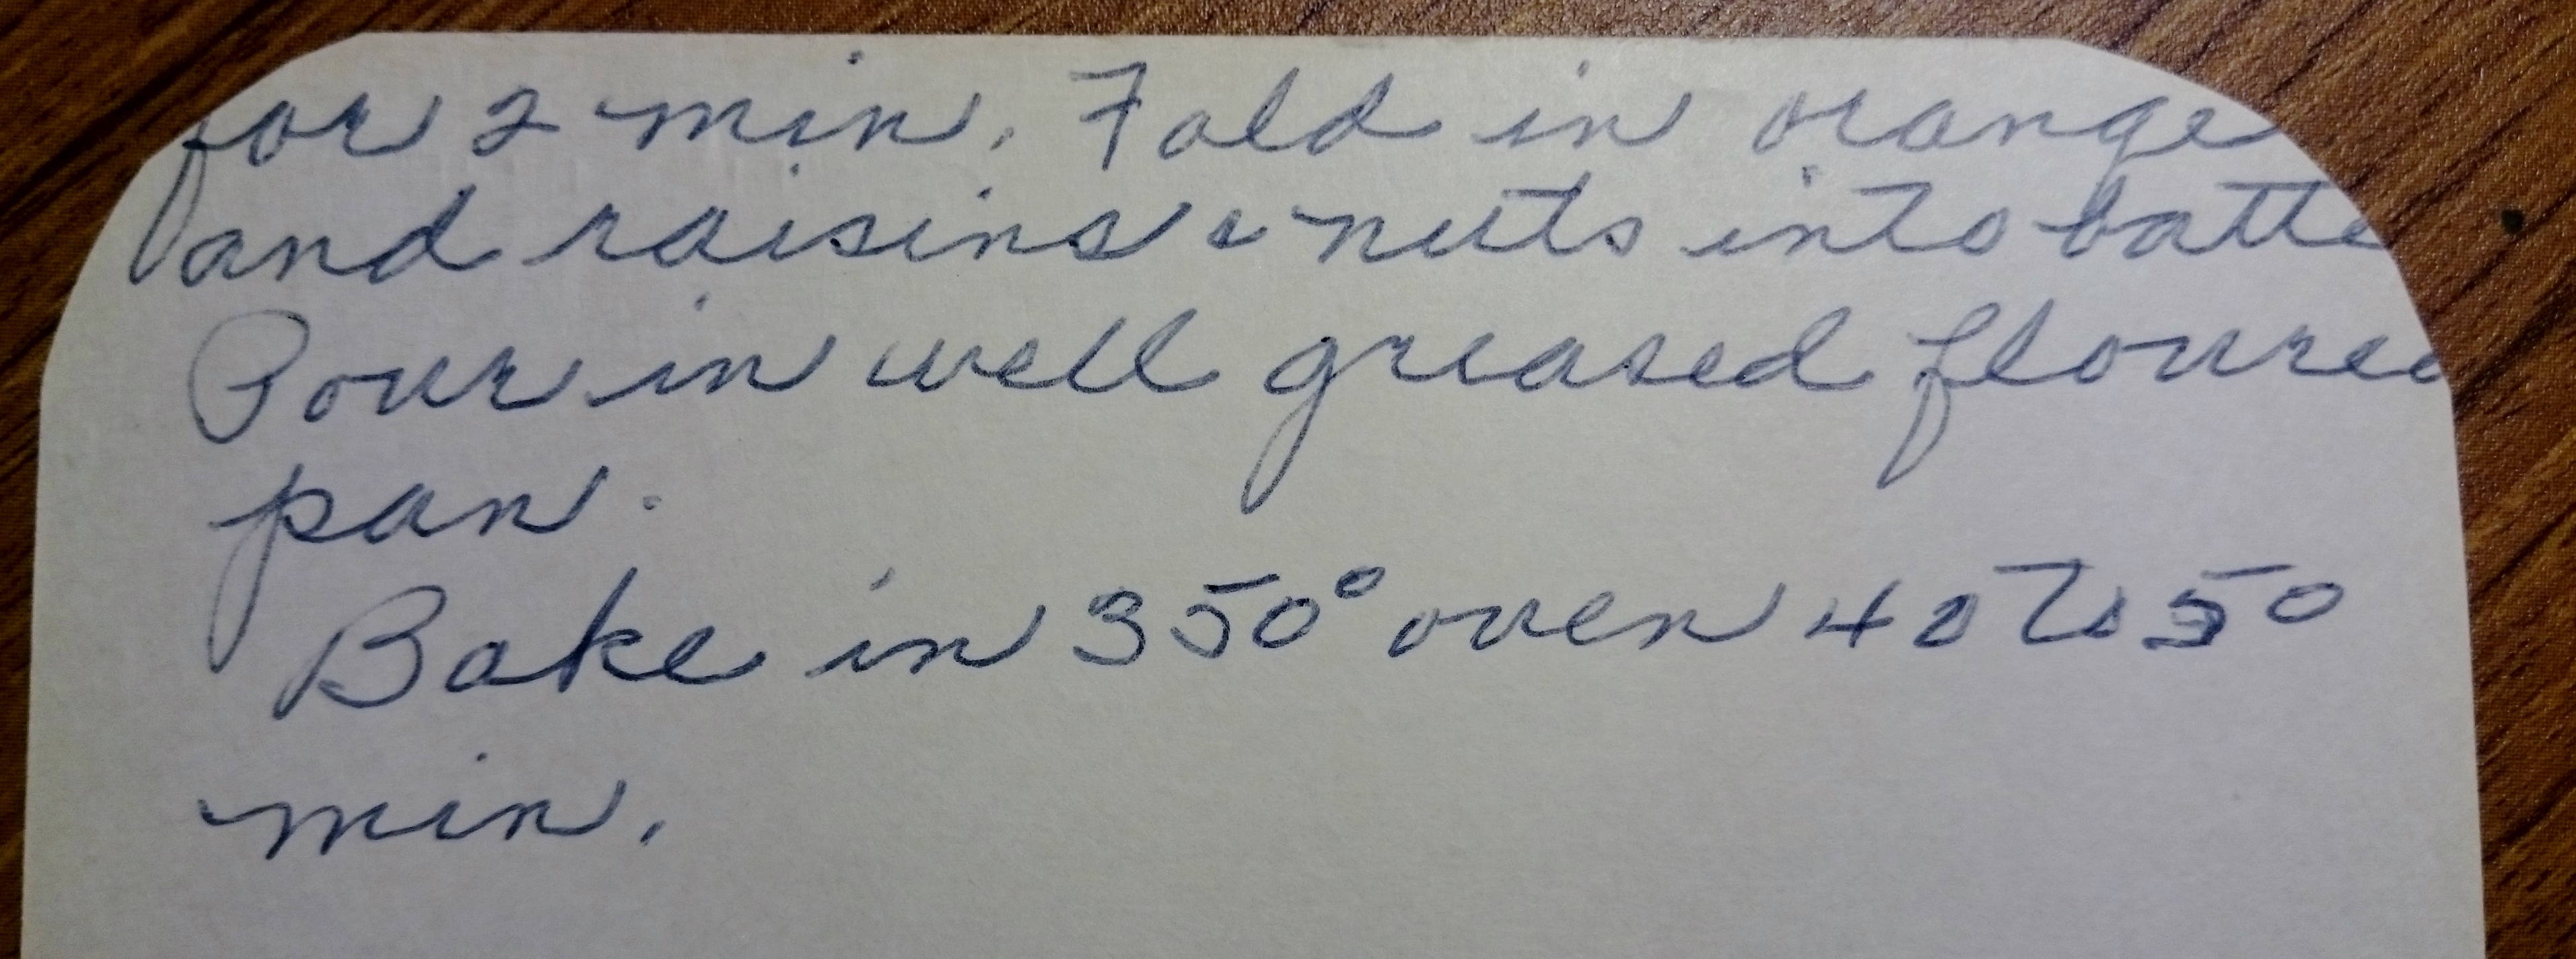 for 2 min. Fold in orange
and raisins & nuts into batte
Pour in well greased floured
pan.
Bake in 350° oven 40 to 50
min.